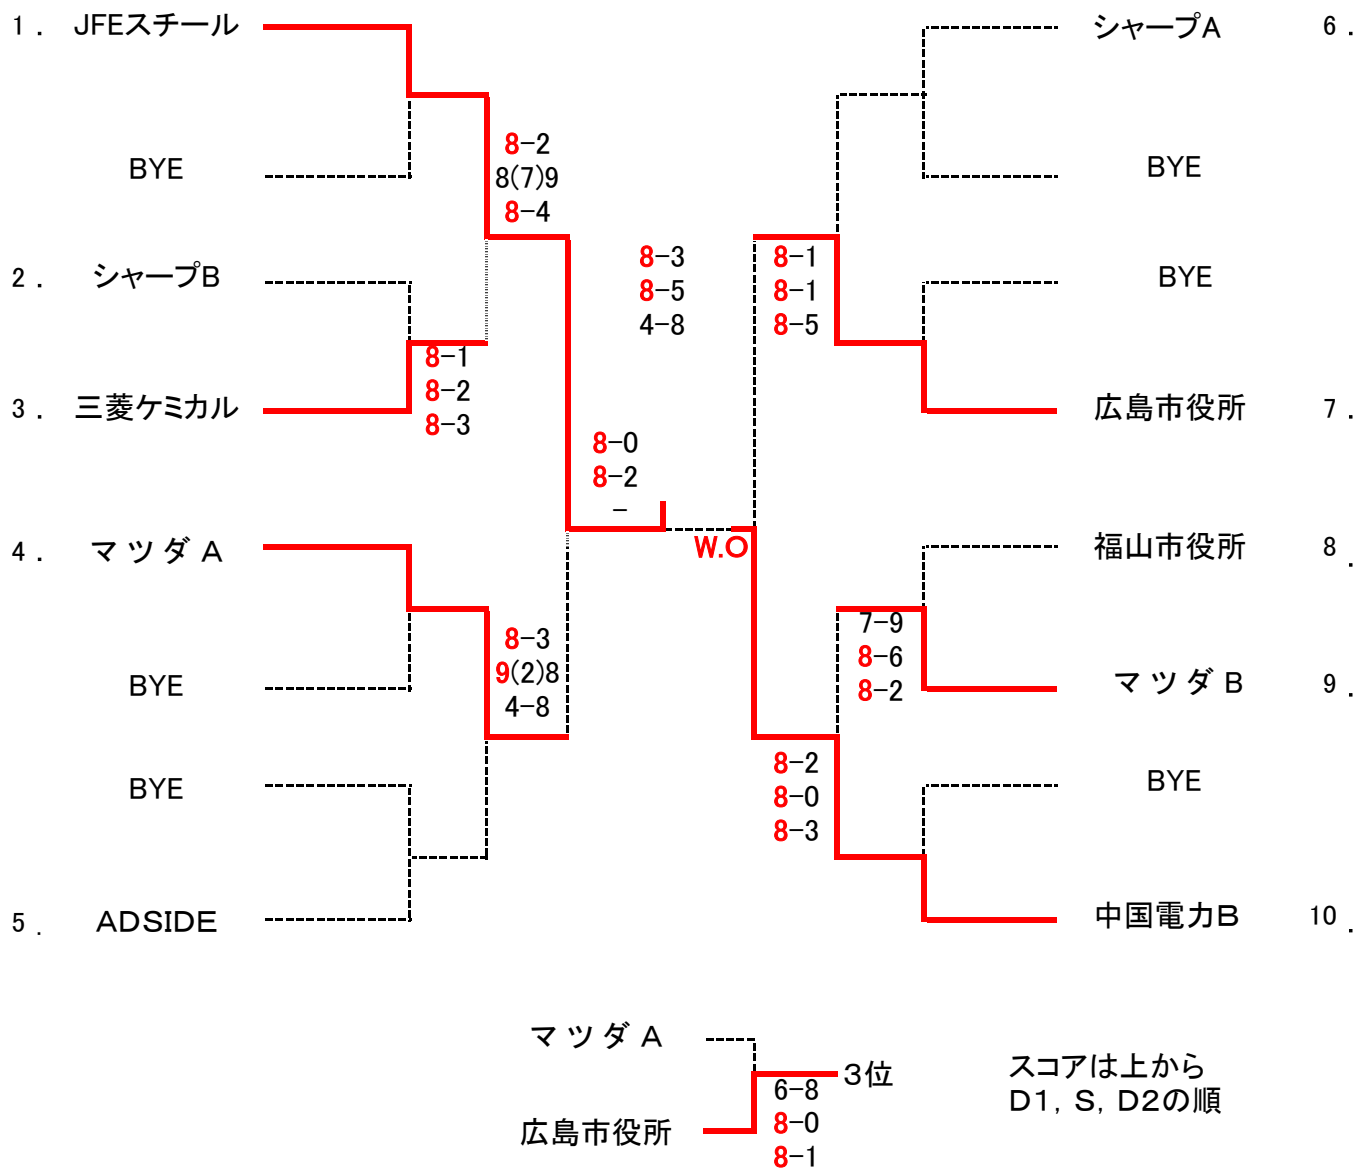 1. JFEスチール
BYE
2. シャープB
3. 三菱ケミカル
4. マツダ A
BYE
BYE
5. ADSIDE
8-2
8(7)9
8-4
8-1
8-2
8-3
8-3
9(2)8
4-8
8-0
8-2
-
8-3
8-5
4-8
W.O
8-1
8-1
8-5
7-9
8-6
8-2
8-2
8-0
8-3
シャープA 6.
BYE
BYE
広島市役所 7.
福山市役所 8.
マツダ B 9.
BYE
中国電力B 10.
マツダ A
広島市役所
3位
6-8
8-0
8-1
スコアは上から
D1, S, D2の順